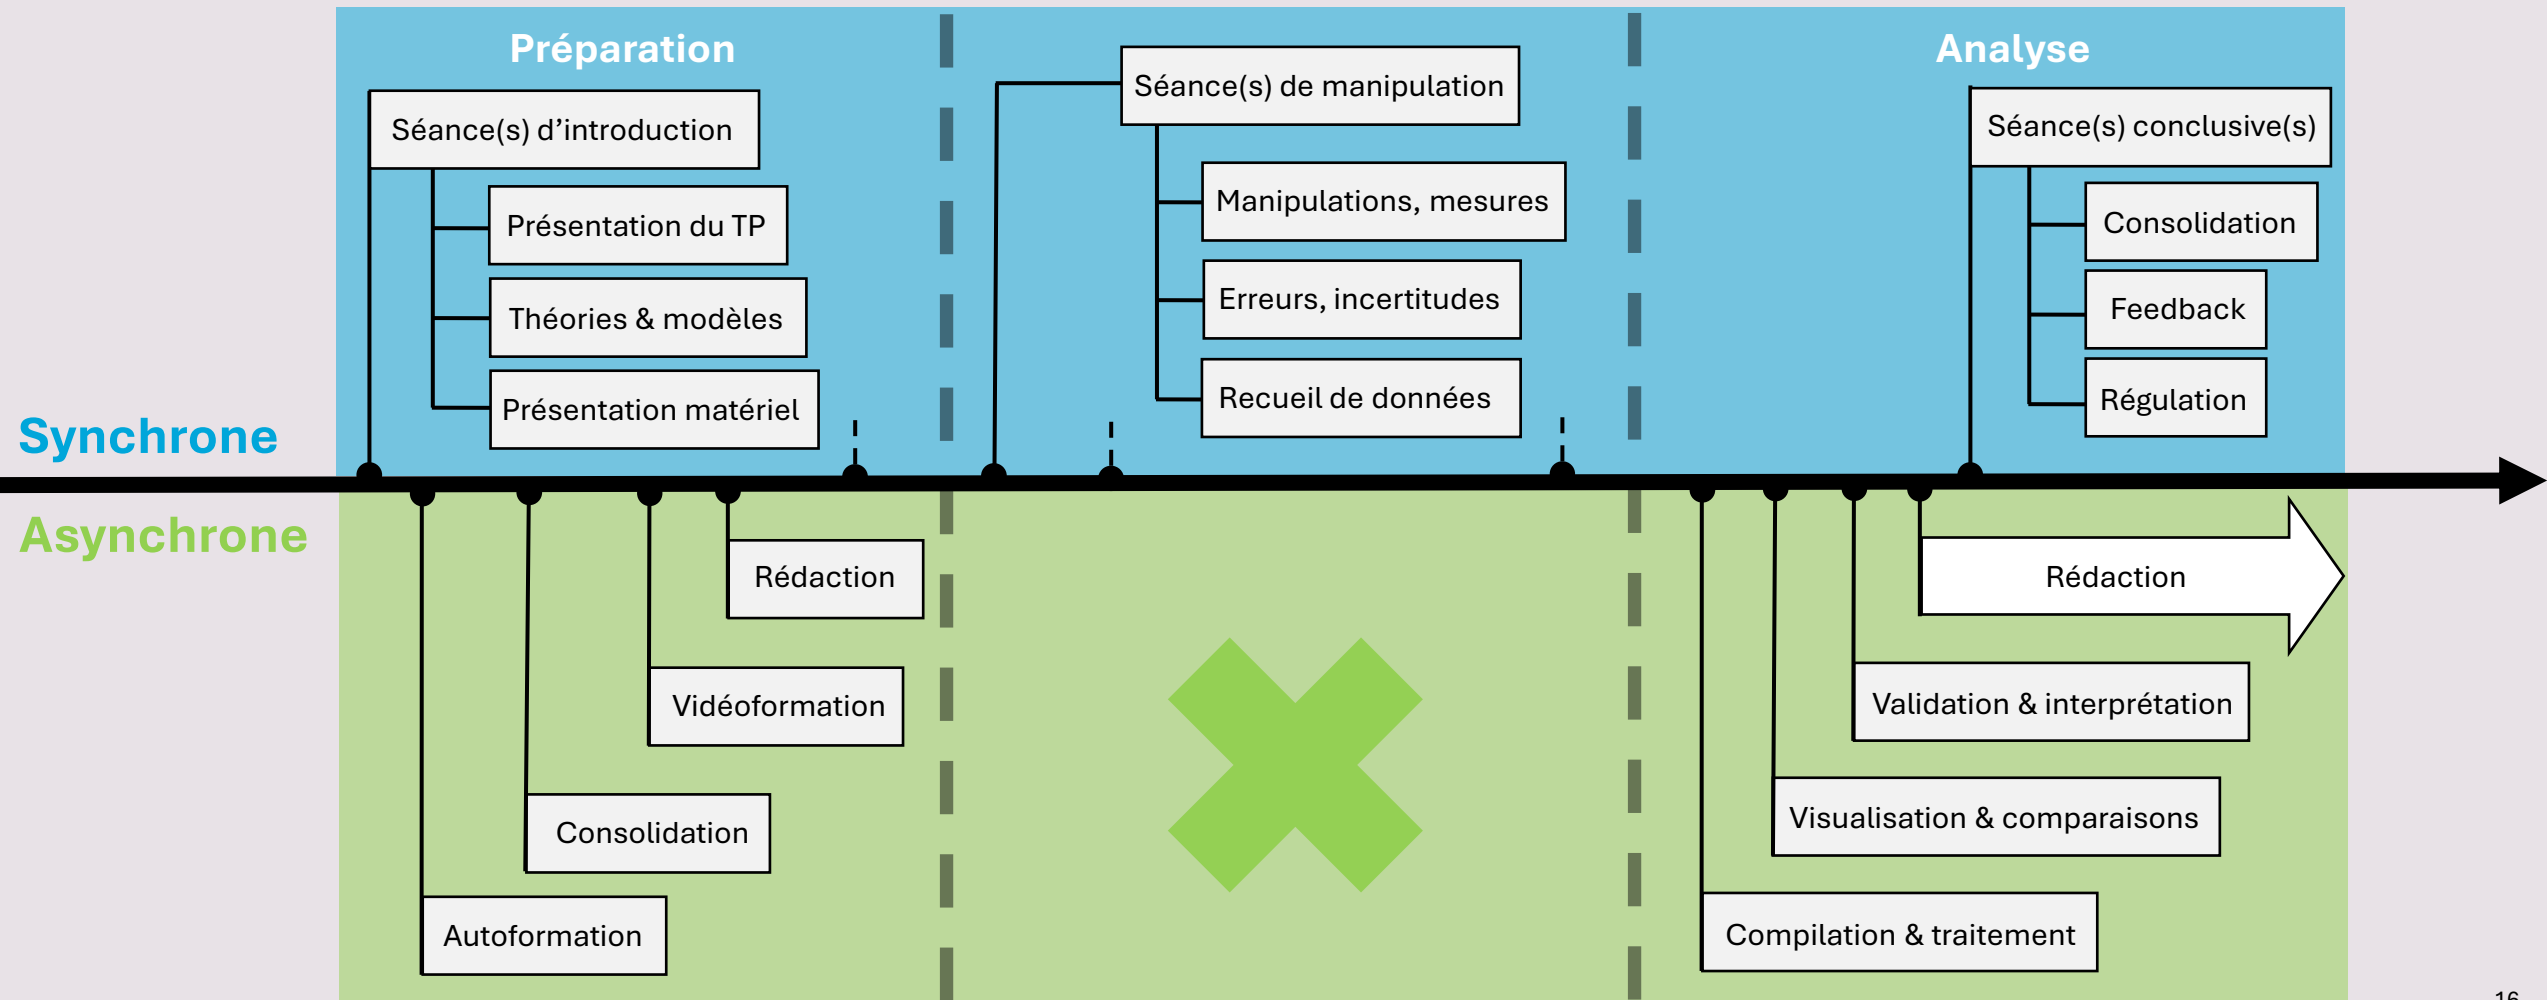 Préparation
Séance(s) d’introduction
Présentation du TP
Théories & modèles
Présentation matériel
Séance(s) de manipulation
Manipulations, mesures
Erreurs, incertitudes
Recueil de données
Analyse
Séance(s) conclusive(s)
Consolidation
Feedback
Régulation
Synchrone
Asynchrone
Rédaction
Vidéoformation
Consolidation
Autoformation
Rédaction
Validation & interprétation
Visualisation & comparaisons
Compilation & traitement
16